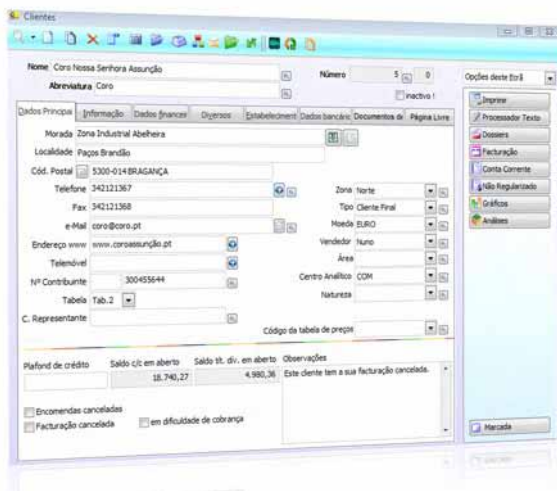 Clientes
Nome Coro Nossa Senhora Assunção Número 5 0 Opções deste Ecrã
Abreviatura Coro inactivo !
Dados Principal Informação Dados financeir Diversos Estabeleciment Dados bancário Documentos de Página Livre
Morada Zona Industrial Abelheira
Localidade Paços Brandão
Cód. Postal 5300-014 BRAGANÇA
Telefone 342121367 Zona Norte
Fax 342121368 Tipo Cliente Final
e-Mail coro@coro.pt Moeda EURO
Endereço www www.coroassunção.pt Vendedor Nuno
Telemóvel Área
Nº Contribuinte 300455644 Centro Analítico COM
Tabela Tab.2 Natureza
C. Representante
Código da tabela de preços
Plafond de crédito Saldo c/c em aberto Saldo tít. div. em aberto Observações
18.740,27 4.980,36 Este cliente tem a sua facturação cancelada.
Encomendas canceladas
Facturação cancelada em dificuldade de cobrança
Imprimir
Processador Texto
Dossiers
Facturação
Conta Corrente
Não Regularizado
Gráficos
Análises
Marcada